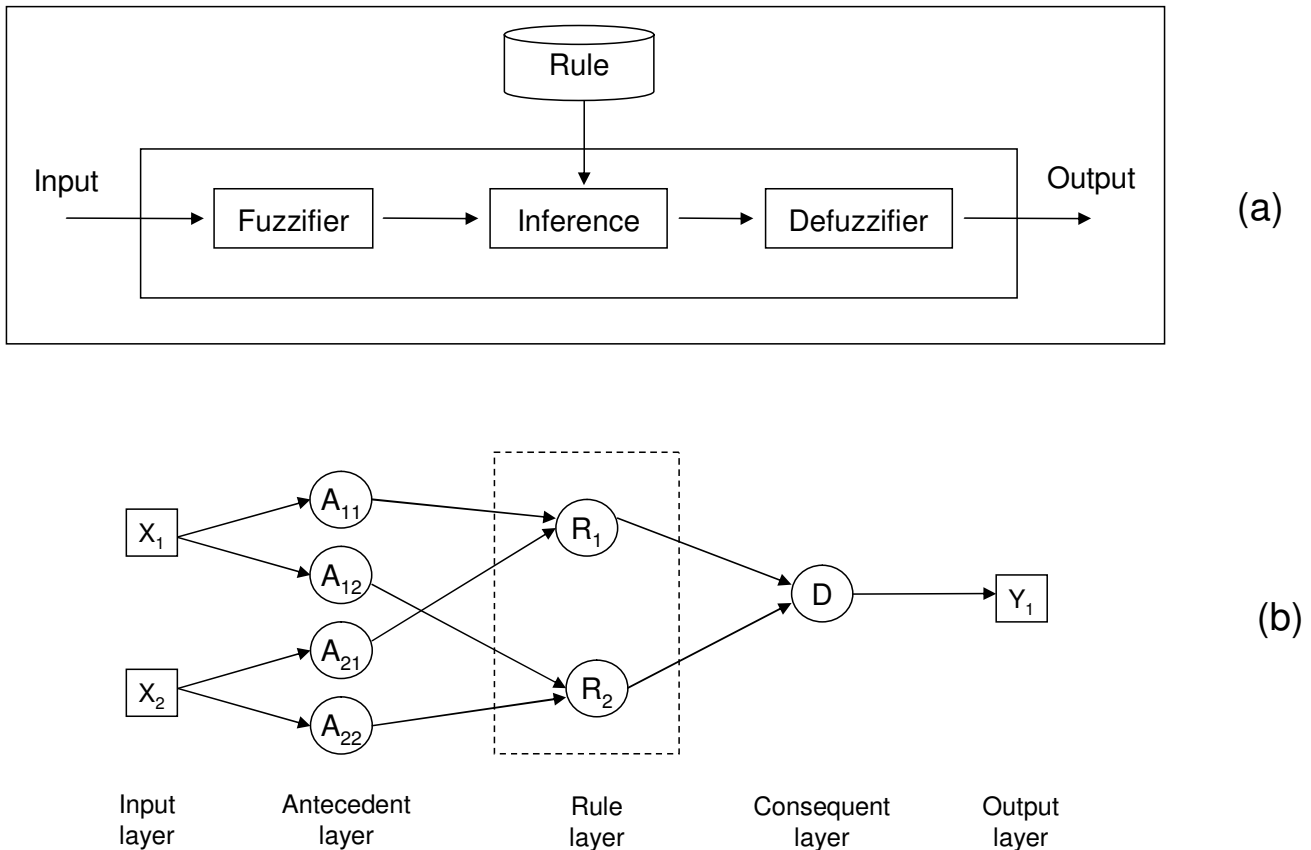 Rule
Input
Output
Fuzzifier
Inference
Defuzzifier
(a)
A₁₁
X₁
R₁
A₁₂
D
Y₁
(b)
A₂₁
X₂
R₂
A₂₂
Input
layer
Antecedent
layer
Rule
layer
Consequent
layer
Output
layer